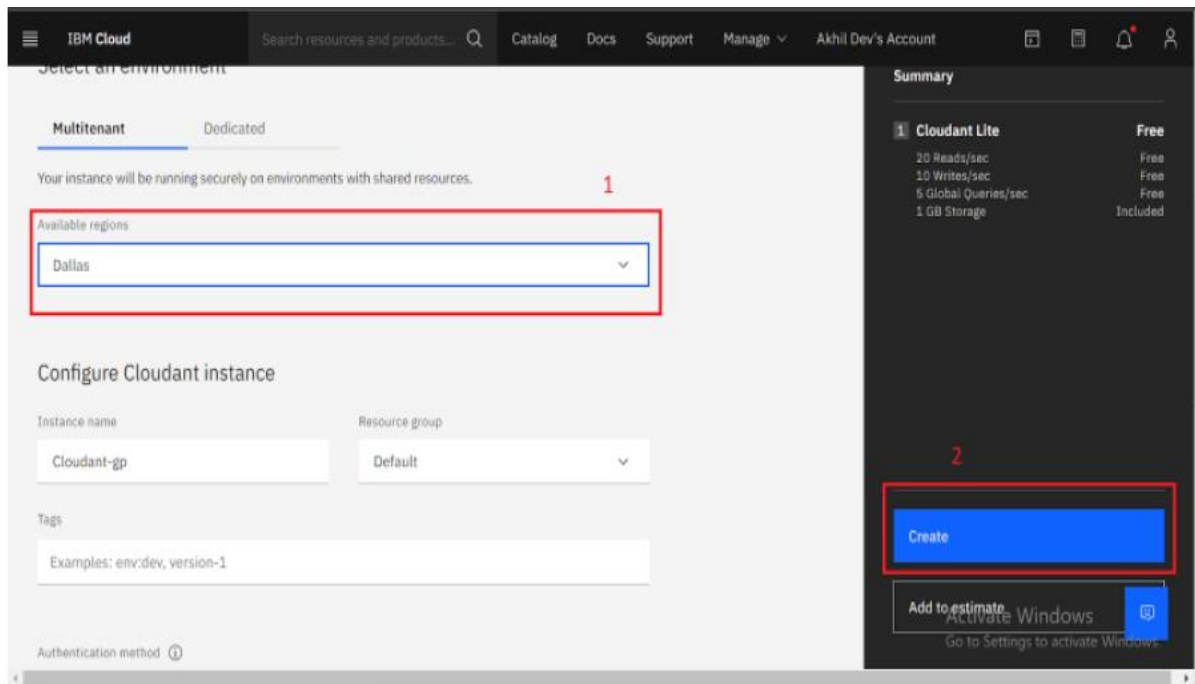 IBM Cloud
Search resources and products...
Catalog
Docs
Support
Manage
Akhil Dev's Account
Select an environment
Multitenant
Dedicated
Your instance will be running securely on environments with shared resources.
1
Available regions
Dallas
Configure Cloudant instance
Instance name
Resource group
Cloudant-gp
Default
Tags
Examples: env:dev, version-1
Authentication method
Summary
1 Cloudant Lite Free
20 Reads/sec Free
10 Writes/sec Free
5 Global Queries/sec Free
1 GB Storage Included
2
Create
Add to estimate
Activate Windows
Go to Settings to activate Windows.